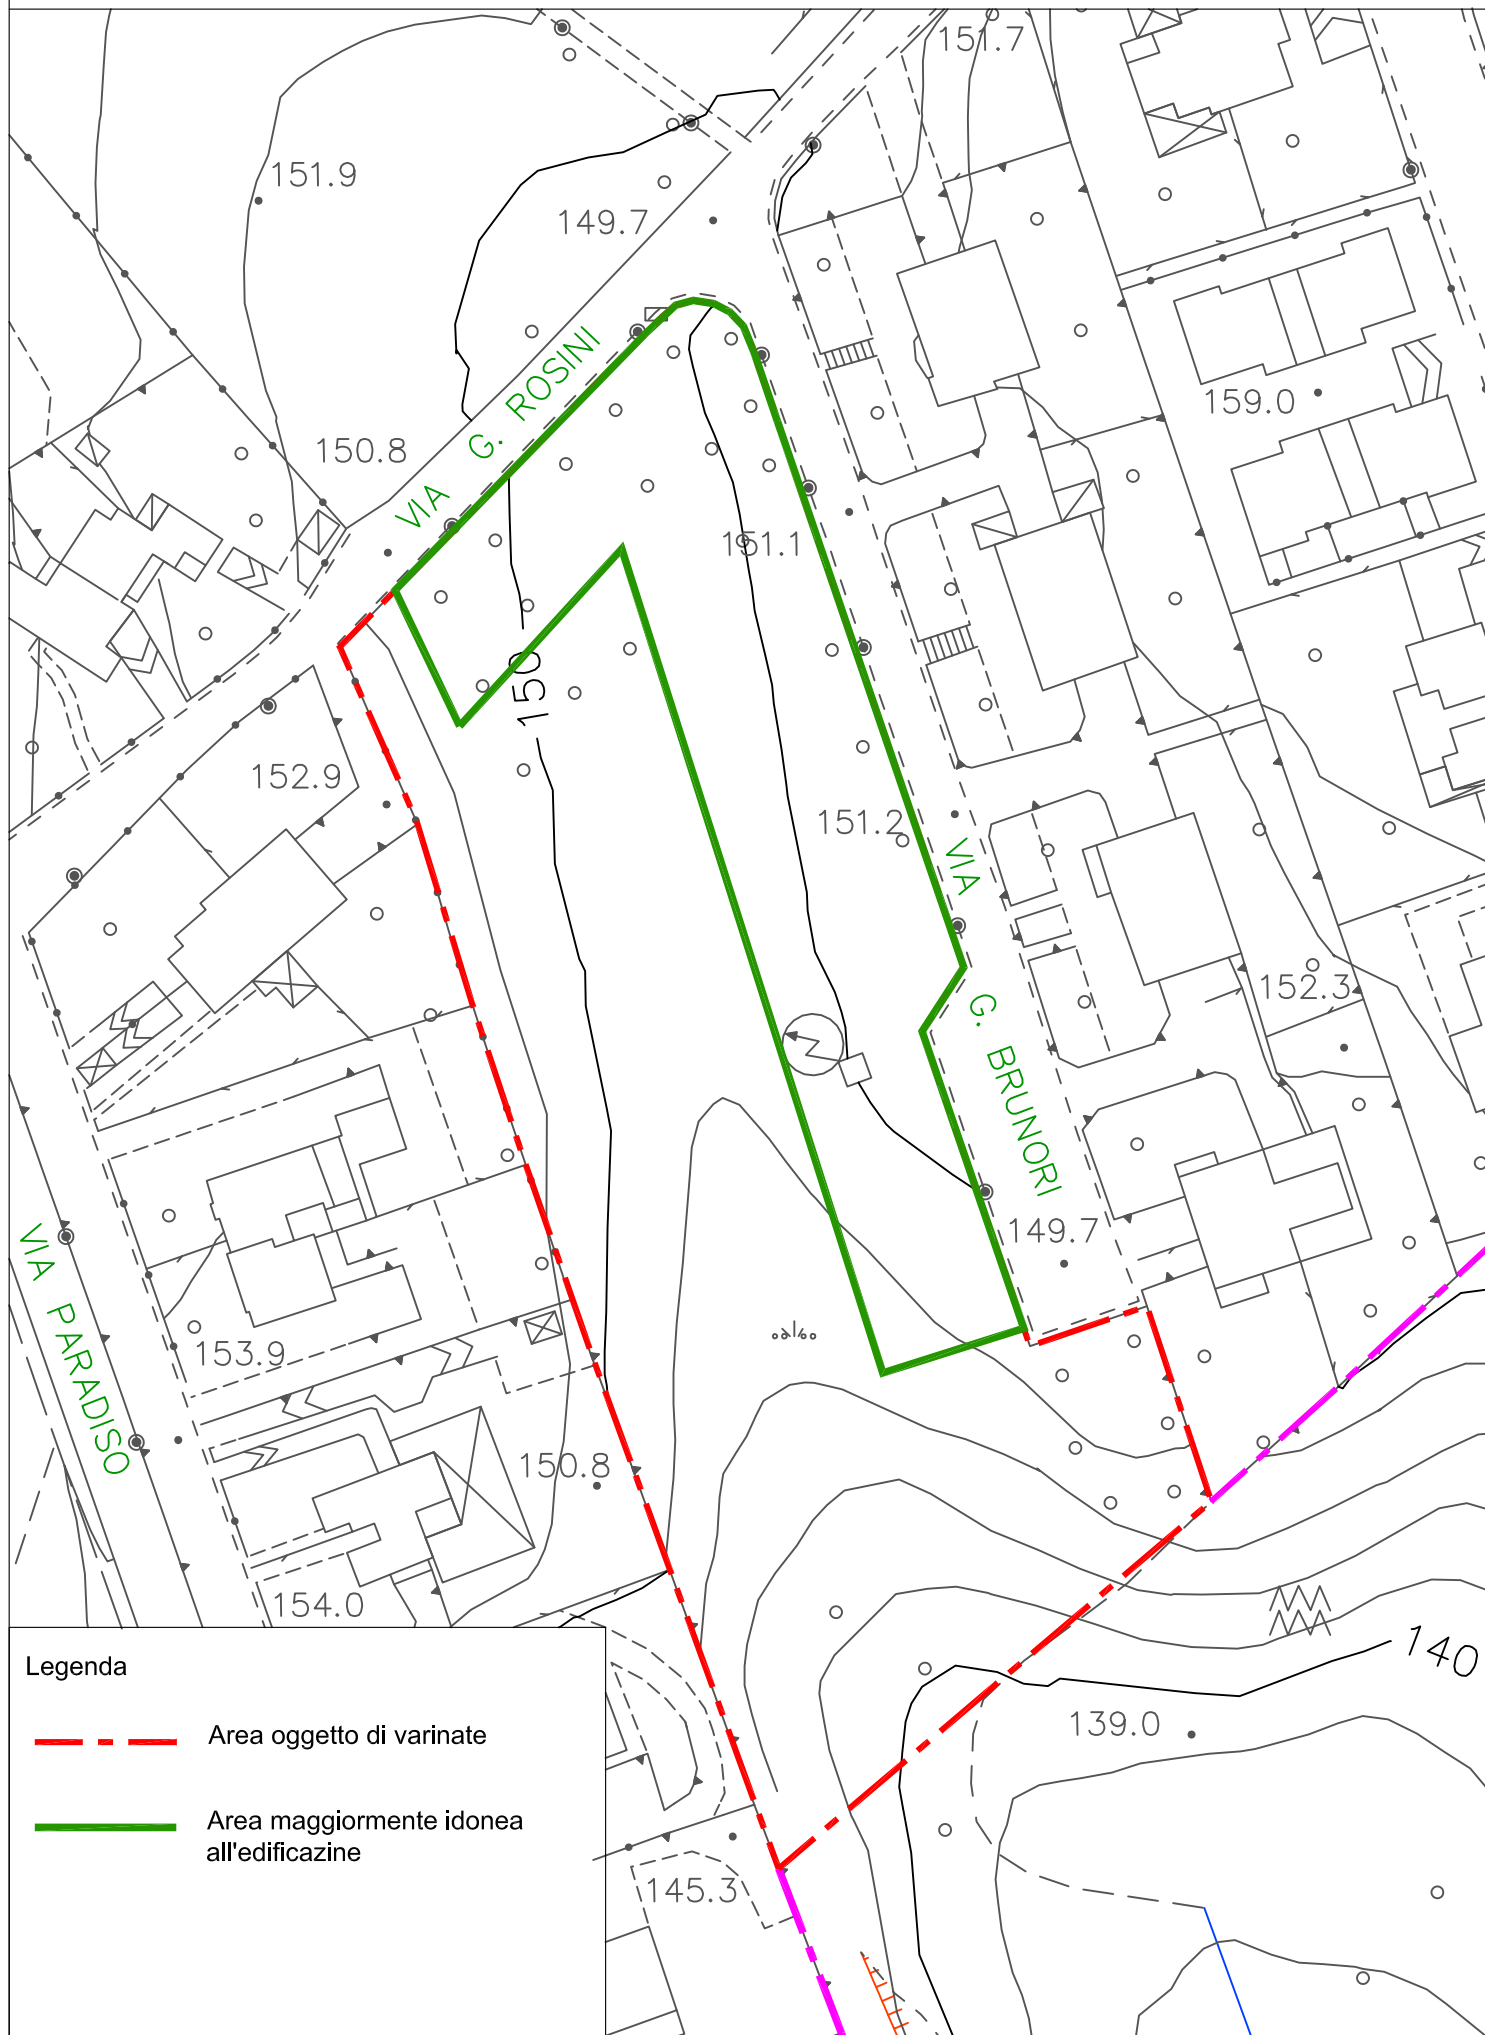 151.7
151.9
149.7
VIA G. ROSINI
159.0
150.8
151.1
150
152.9
151.2
VIA G. BRUNORI
152.3
149.7
VIA PARADISO
153.9
150.8
154.0
140
139.0
145.3
Legenda
Area oggetto di varinate
Area maggiormente idonea
all'edificazine